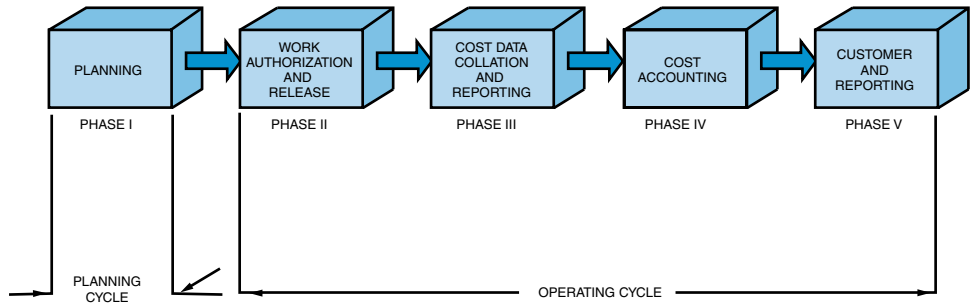 PLANNING
WORK
AUTHORIZATION
AND
RELEASE
COST DATA
COLLATION
AND
REPORTING
COST
ACCOUNTING
CUSTOMER
AND
REPORTING
PHASE I
PHASE II
PHASE III
PHASE IV
PHASE V
PLANNING
CYCLE
OPERATING CYCLE